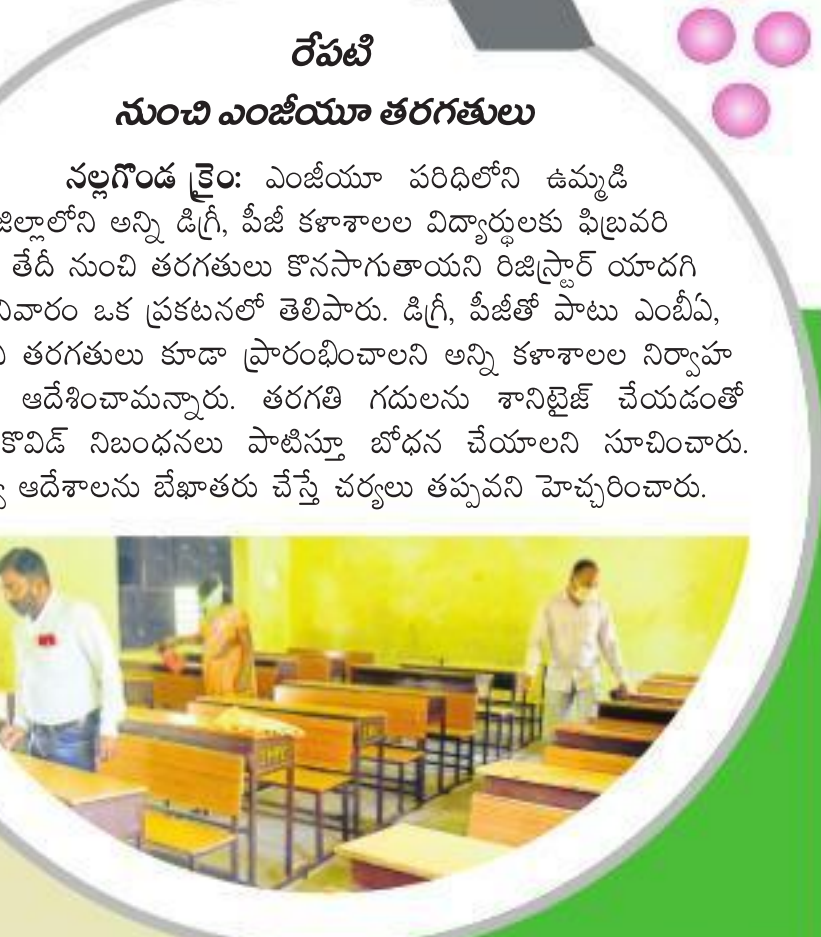 రేపటి
నుంచి ఎంజీయూ తరగతులు
నల్లగొండ క్రైం: ఎంజీయూ పరిధిలోని ఉమ్మడి
జిల్లాలోని అన్ని డిగ్రీ, పీజీ కళాశాలల విద్యార్థులకు ఫిబ్రవరి
తేదీ నుంచి తరగతులు కొనసాగుతాయని రిజిస్ట్రార్ యాదగి
ఒక ప్రకటనలో తెలిపారు. డిగ్రీ, పీజీతో పాటు ఎంబీఏ,
తరగతులు కూడా ప్రారంభించాలని అన్ని కళాశాలల నిర్వాహ
ఆదేశించామన్నారు. తరగతి గదులను శానిటైజ్ చేయడంతో
కొవిడ్ నిబంధనలు పాటిస్తూ బోధన చేయాలని సూచించారు.
ఆదేశాలను బేఖాతరు చేస్తే చర్యలు తప్పవని హెచ్చరించారు.